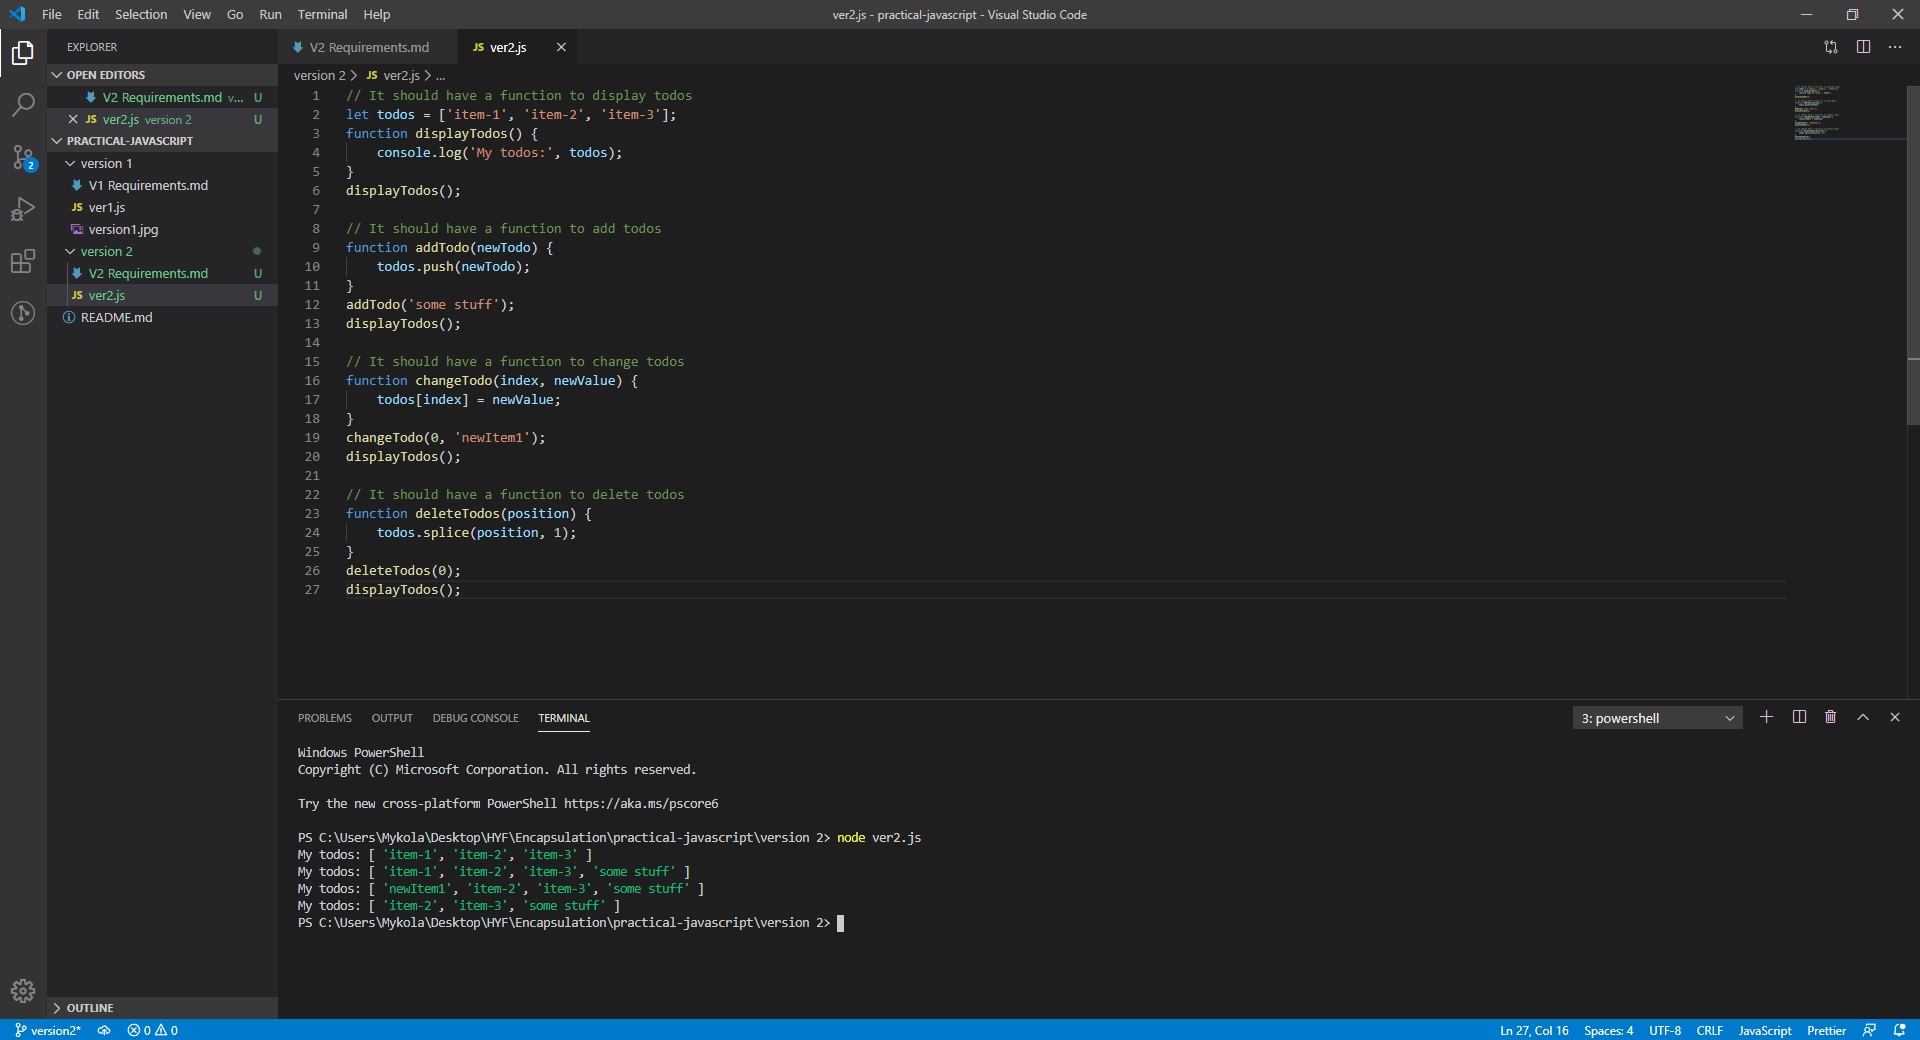 File Edit Selection View Go Run Terminal Help
ver2.js - practical-javascript - Visual Studio Code
EXPLORER
OPEN EDITORS
V2 Requirements.md v... U
JS ver2.js version 2 U
PRACTICAL-JAVASCRIPT
version 1
V1 Requirements.md
JS ver1.js
version1.jpg
version 2
V2 Requirements.md U
JS ver2.js U
README.md
2
OUTLINE
V2 Requirements.md
JS ver2.js
version 2 > JS ver2.js > ...
1 // It should have a function to display todos
2 let todos = ['item-1', 'item-2', 'item-3'];
3 function displayTodos() {
4 console.log('My todos:', todos);
5 }
6 displayTodos();
7
8 // It should have a function to add todos
9 function addTodo(newTodo) {
10 todos.push(newTodo);
11 }
12 addTodo('some stuff');
13 displayTodos();
14
15 // It should have a function to change todos
16 function changeTodo(index, newValue) {
17 todos[index] = newValue;
18 }
19 changeTodo(0, 'newItem1');
20 displayTodos();
21
22 // It should have a function to delete todos
23 function deleteTodos(position) {
24 todos.splice(position, 1);
25 }
26 deleteTodos(0);
27 displayTodos();
PROBLEMS OUTPUT DEBUG CONSOLE TERMINAL
3: powershell
Windows PowerShell
Copyright (C) Microsoft Corporation. All rights reserved.
Try the new cross-platform PowerShell https://aka.ms/pscore6
PS C:\Users\Mykola\Desktop\HYF\Encapsulation\practical-javascript\version 2> node ver2.js
My todos: [ 'item-1', 'item-2', 'item-3' ]
My todos: [ 'item-1', 'item-2', 'item-3', 'some stuff' ]
My todos: [ 'newItem1', 'item-2', 'item-3', 'some stuff' ]
My todos: [ 'item-2', 'item-3', 'some stuff' ]
PS C:\Users\Mykola\Desktop\HYF\Encapsulation\practical-javascript\version 2>
version2* 0 0
Ln 27, Col 16 Spaces: 4 UTF-8 CRLF JavaScript Prettier